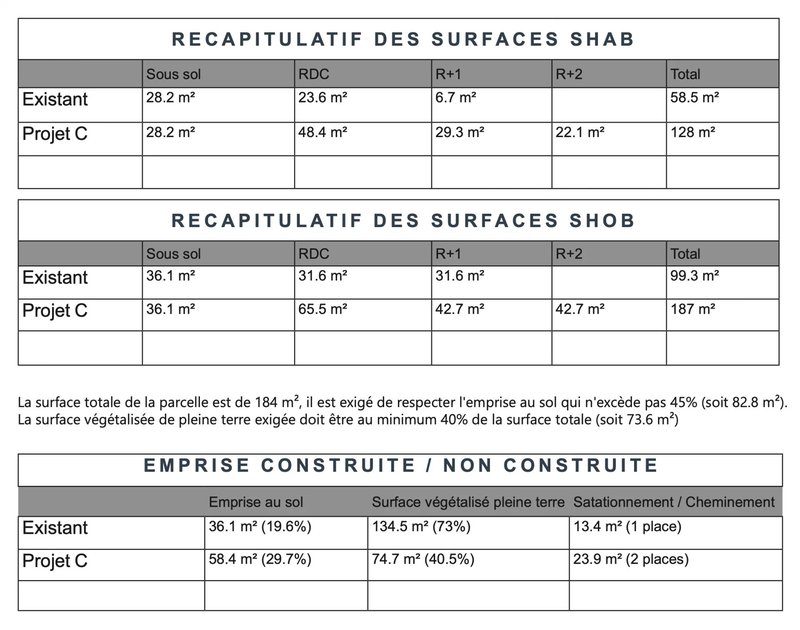 RECAPITULATIF DES SURFACES SHAB
Sous sol RDC R+1 R+2 Total
Existant 28.2 m² 23.6 m² 6.7 m² 58.5 m²
Projet C 28.2 m² 48.4 m² 29.3 m² 22.1 m² 128 m²
RECAPITULATIF DES SURFACES SHOB
Sous sol RDC R+1 R+2 Total
Existant 36.1 m² 31.6 m² 31.6 m² 99.3 m²
Projet C 36.1 m² 65.5 m² 42.7 m² 42.7 m² 187 m²
La surface totale de la parcelle est de 184 m², il est exigé de respecter l'emprise au sol qui n'excède pas 45% (soit 82.8 m²).
La surface végétalisée de pleine terre exigée doit être au minimum 40% de la surface totale (soit 73.6 m²)
EMPRISE CONSTRUITE / NON CONSTRUITE
Emprise au sol Surface végétalisé pleine terre Satationnement / Cheminement
Existant 36.1 m² (19.6%) 134.5 m² (73%) 13.4 m² (1 place)
Projet C 58.4 m² (29.7%) 74.7 m² (40.5%) 23.9 m² (2 places)